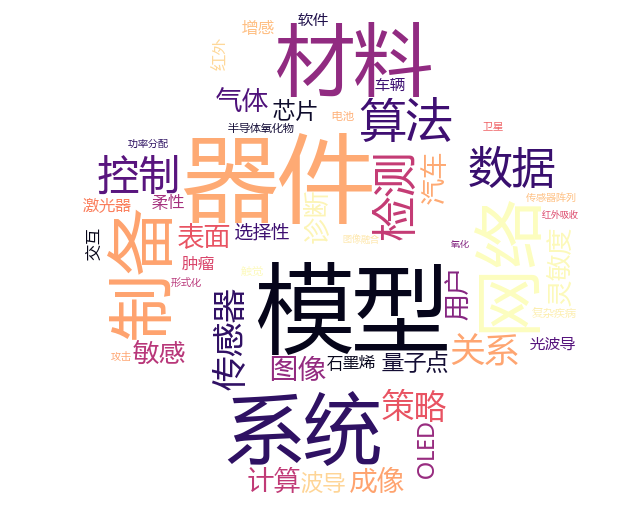 软件
增感
材料
红外
车辆
气体
芯片
电池
算法
半导体氧化物
卫星
功率分配
器件
控制
检测
汽车
数据
柔性
激光器
传感器阵列
诊断
网络
红外吸收
制备
表面
选择性
交互
灵敏度
氧化
肿瘤
模型
形式化
用户
传感器
复杂疾病
敏感
攻击
图像
石墨烯
量子点
关系
光波导
系统
策略
OLED
计算
波导
成像